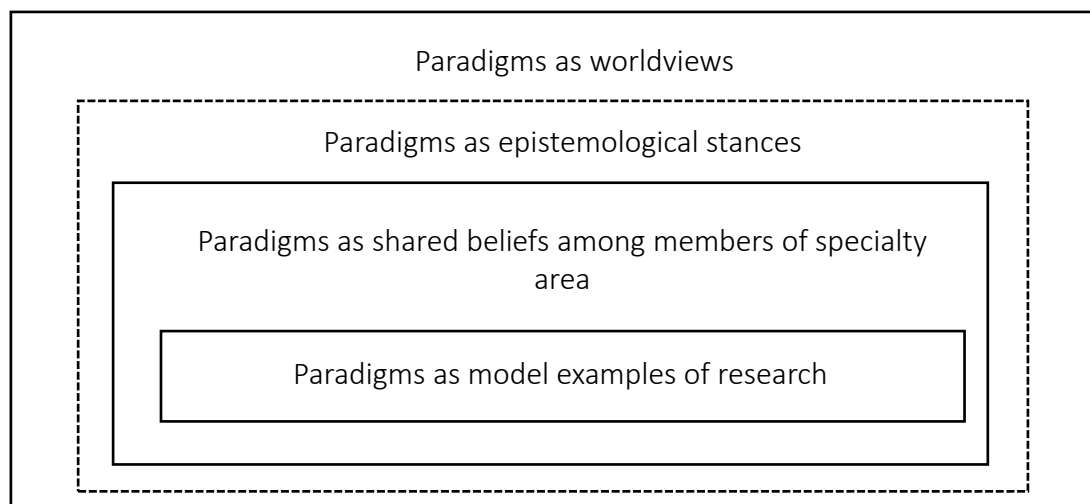 Paradigms as worldviews
Paradigms as epistemological stances
Paradigms as shared beliefs among members of specialty
area
Paradigms as model examples of research